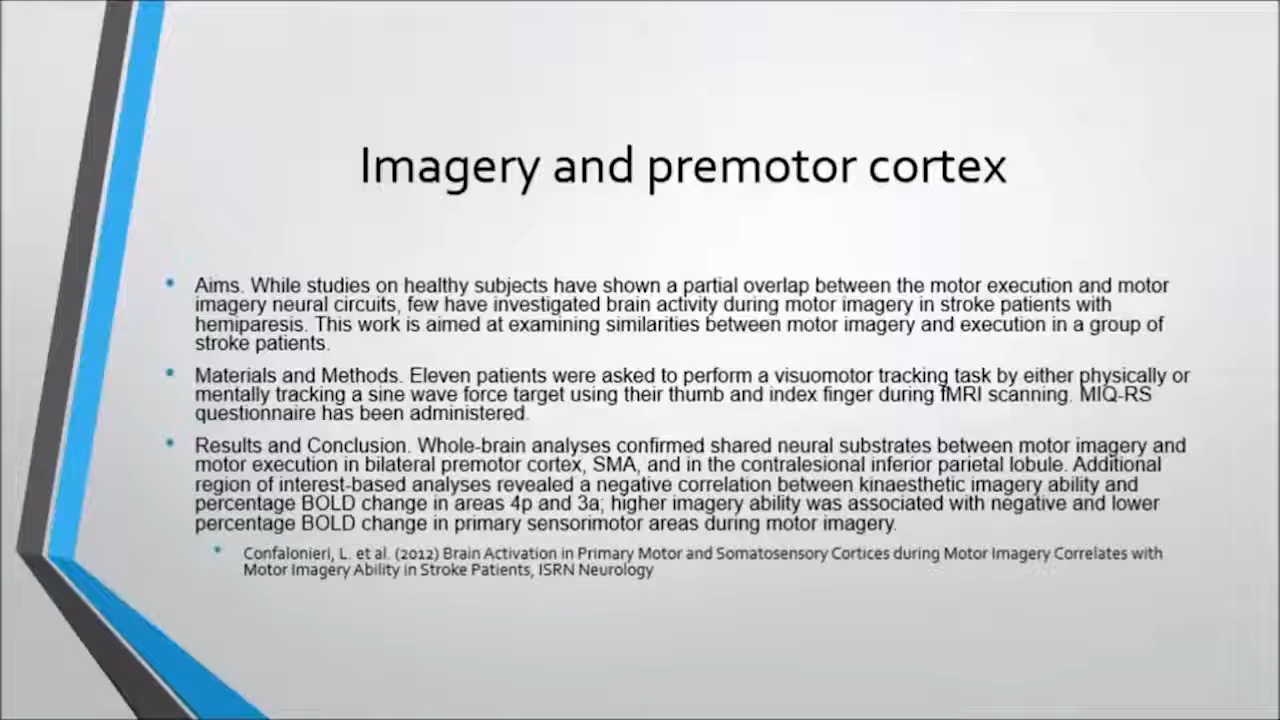 Imagery and premotor cortex
• Aims. While studies on healthy subjects have shown a partial overlap between the motor execution and motor
imagery neural circuits, few have investigated brain activity during motor imagery in stroke patients with
hemiparesis. This work is aimed at examining similarities between motor imagery and execution in a group of
stroke patients.
• Materials and Methods. Eleven patients were asked to perform a visuomotor tracking task by either physically or
mentally tracking a sine wave force target using their thumb and index finger during fMRI scanning. MIQ-RS
questionnaire has been administered.
• Results and Conclusion. Whole-brain analyses confirmed shared neural substrates between motor imagery and
motor execution in bilateral premotor cortex, SMA, and in the contralesional inferior parietal lobule. Additional
region of interest-based analyses revealed a negative correlation between kinaesthetic imagery ability and
percentage BOLD change in areas 4p and 3a; higher imagery ability was associated with negative and lower
percentage BOLD change in primary sensorimotor areas during motor imagery.
• Confalonieri, L. et al. (2012) Brain Activation in Primary Motor and Somatosensory Cortices during Motor Imagery Correlates with
Motor Imagery Ability in Stroke Patients, ISRN Neurology